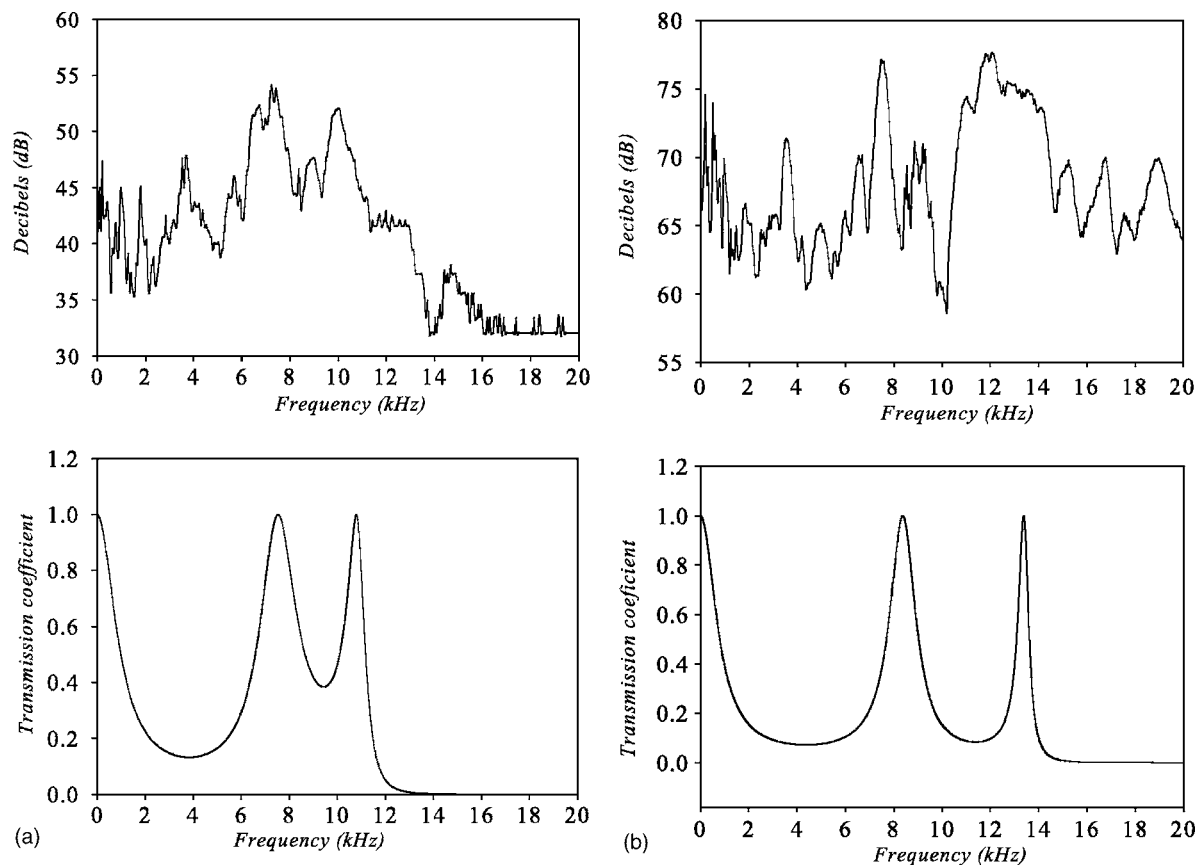 60
55
50
45
40
35
30
Decibels (dB)
0 2 4 6 8 10 12 14 16 18 20
Frequency (kHz)
80
75
70
65
60
55
Decibels (dB)
0 2 4 6 8 10 12 14 16 18 20
Frequency (kHz)
1.2
1.0
0.8
0.6
0.4
0.2
0.0
Transmission coefficient
0 2 4 6 8 10 12 14 16 18 20
Frequency (kHz)
(a)
1.2
1.0
0.8
0.6
0.4
0.2
0.0
Transmission coeficient
0 2 4 6 8 10 12 14 16 18 20
Frequency (kHz)
(b)